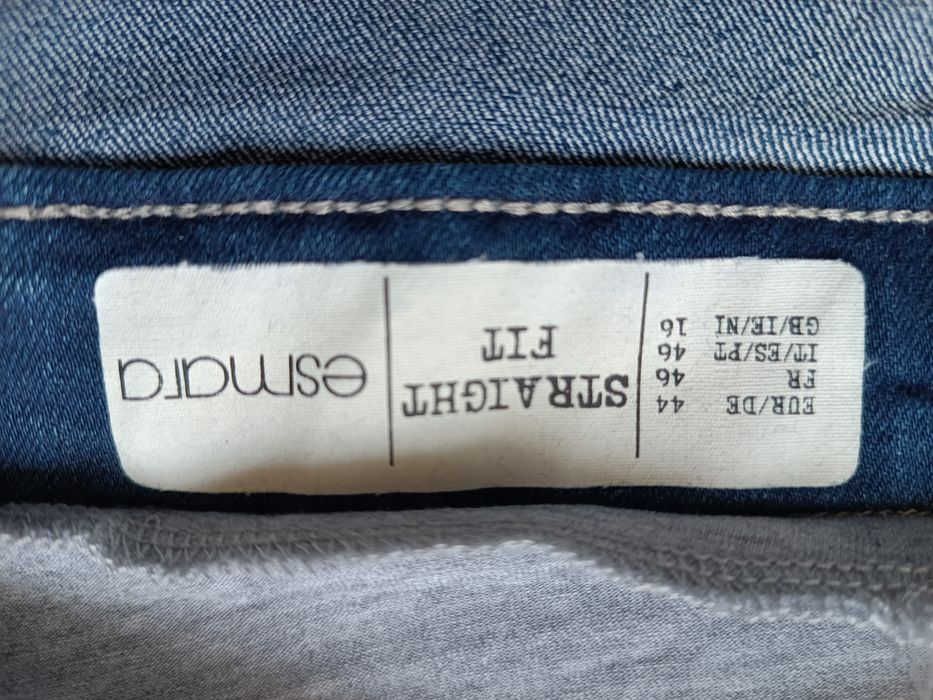 EUR/DE 44
FR 46
IT/ES/PT 46
GB/IE/NI 16
STRAIGHT
FIT
esmara